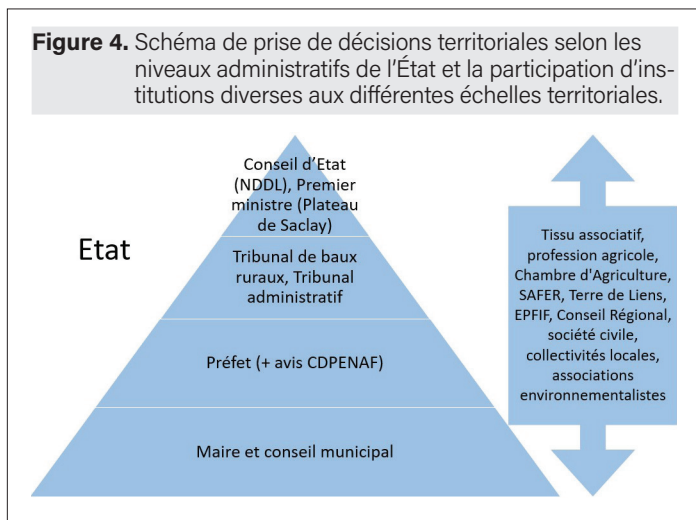 Figure 4. Schéma de prise de décisions territoriales selon les
niveaux administratifs de l'État et la participation d'ins-
titutions diverses aux différentes échelles territoriales.
Etat
Conseil d'Etat
(NDDL), Premier
ministre (Plateau
de Saclay)
Tribunal de baux
ruraux, Tribunal
administratif
Préfet (+ avis CDPENAF)
Maire et conseil municipal
Tissu associatif,
profession agricole,
Chambre d'Agriculture,
SAFER, Terre de Liens,
EPFIF, Conseil Régional,
société civile,
collectivités locales,
associations
environnementalistes